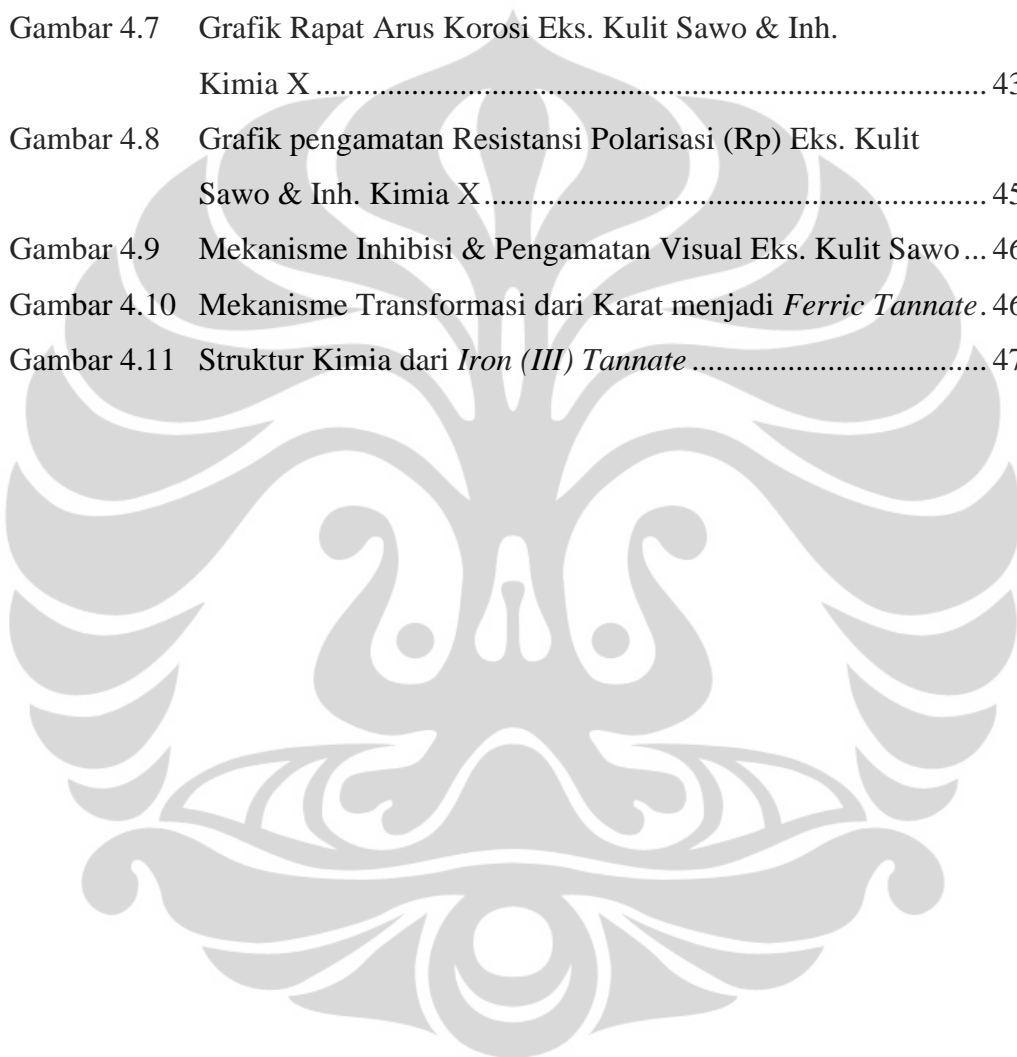 Gambar 4.7 Grafik Rapat Arus Korosi Eks. Kulit Sawo & Inh.
Kimia X ..................................................................................... 43
Gambar 4.8 Grafik pengamatan Resistansi Polarisasi (Rp) Eks. Kulit
Sawo & Inh. Kimia X ............................................................... 45
Gambar 4.9 Mekanisme Inhibisi & Pengamatan Visual Eks. Kulit Sawo ... 46
Gambar 4.10 Mekanisme Transformasi dari Karat menjadi Ferric Tannate . 46
Gambar 4.11 Struktur Kimia dari Iron (III) Tannate ..................................... 47